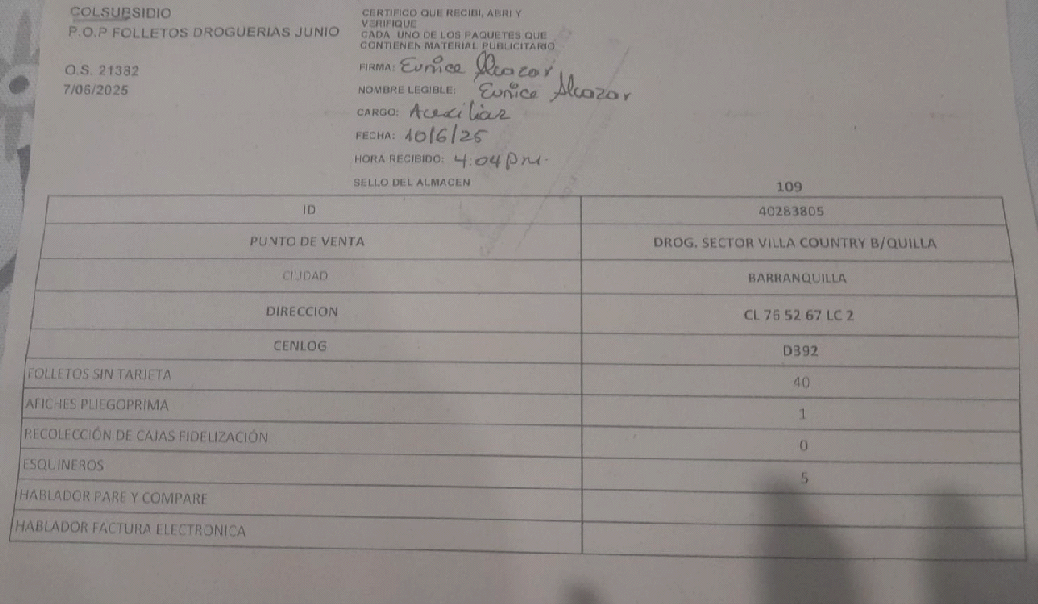 COLSUBSIDIO
P.O.P FOLLETOS DROGUERIAS JUNIO
O.S. 21382
7/06/2025
CERTIFICO QUE RECIBI, ABRI Y
VERIFIQUE
CADA UNO DE LOS PAQUETES QUE
CONTIENEN MATERIAL PUBLICITARIO
FIRMA: Eunice Alcazar
NOMBRE LEGIBLE: Eunice Alcazar
CARGO: Auxiliar
FECHA: 10/6/25
HORA RECIBIDO: 4:04 pm.
SELLO DEL ALMACEN
109
ID 40283805
PUNTO DE VENTA DROG. SECTOR VILLA COUNTRY B/QUILLA
CIUDAD BARRANQUILLA
DIRECCION CL 76 52 67 LC 2
CENLOG D392
FOLLETOS SIN TARJETA 40
AFICHES PLIEGOPRIMA 1
RECOLECCIÓN DE CAJAS FIDELIZACIÓN 0
ESQUINEROS 5
HABLADOR PARE Y COMPARE
HABLADOR FACTURA ELECTRONICA